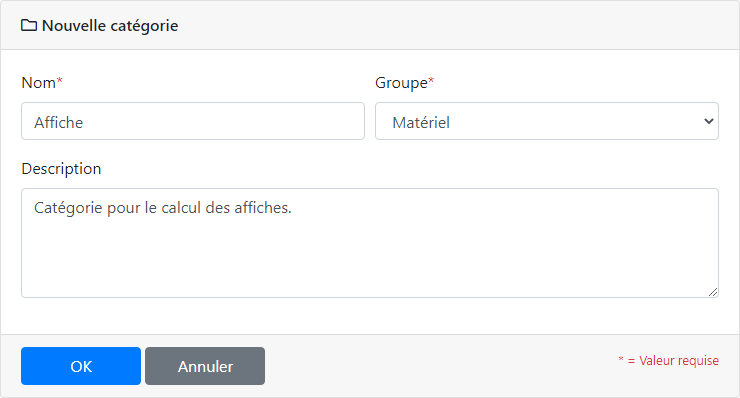 Nouvelle catégorie
Nom* Groupe*
Affiche Matériel
Description
Catégorie pour le calcul des affiches.
OK Annuler * = Valeur requise